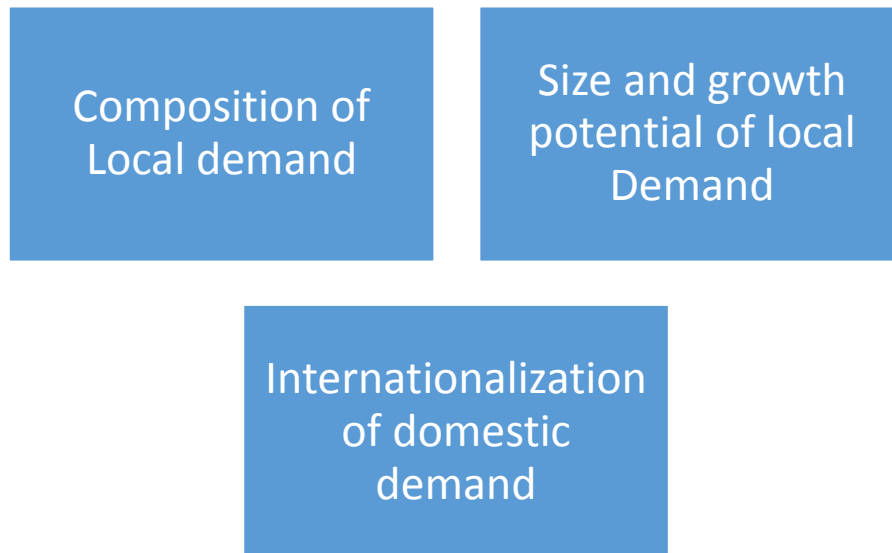 Composition of
Local demand
Size and growth
potential of local
Demand
Internationalization
of domestic
demand